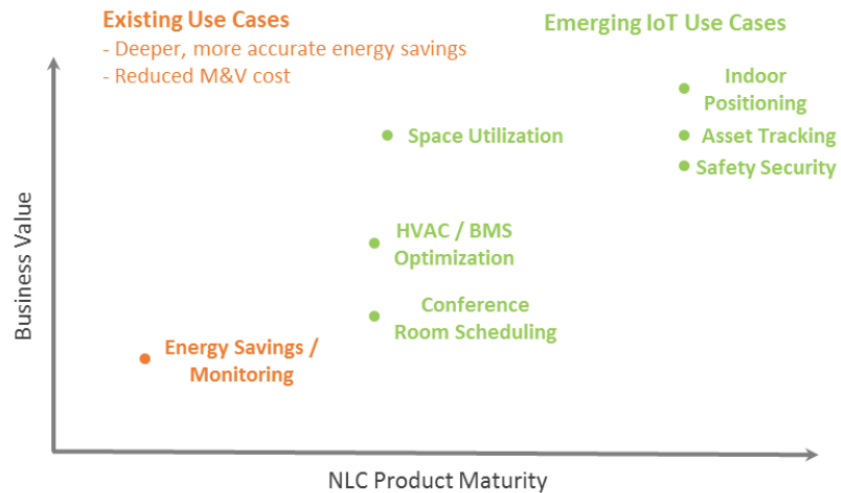 Existing Use Cases
- Deeper, more accurate energy savings
- Reduced M&V cost
Emerging IoT Use Cases
Indoor
Positioning
Space Utilization
Asset Tracking
Safety Security
HVAC / BMS
Optimization
Conference
Room Scheduling
Energy Savings /
Monitoring
Business Value
NLC Product Maturity